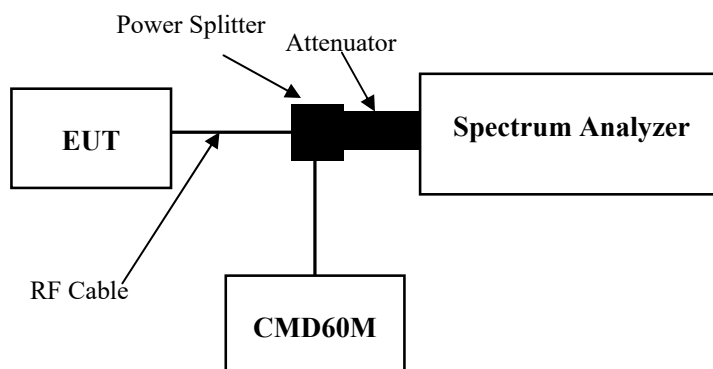 Power Splitter
Attenuator
EUT
Spectrum Analyzer
RF Cable
CMD60M